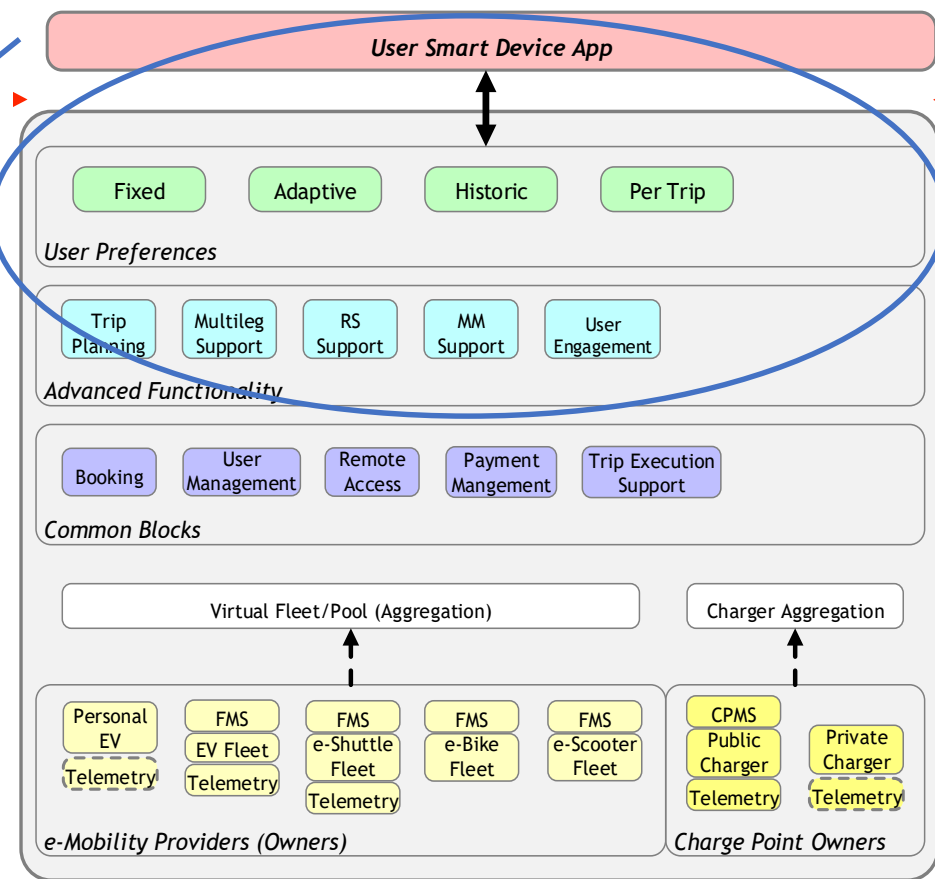 User Smart Device App
Fixed
Adaptive
Historic
Per Trip
User Preferences
Trip
Planning
Multileg
Support
RS
Support
MM
Support
User
Engagement
Advanced Functionality
Booking
User
Management
Remote
Access
Payment
Mangement
Trip Execution
Support
Common Blocks
Virtual Fleet/Pool (Aggregation)
Charger Aggregation
Personal
EV
Telemetry
FMS
EV Fleet
Telemetry
FMS
e-Shuttle
Fleet
Telemetry
FMS
e-Bike
Fleet
FMS
e-Scooter
Fleet
e-Mobility Providers (Owners)
CPMS
Public
Charger
Telemetry
Private
Charger
Telemetry
Charge Point Owners